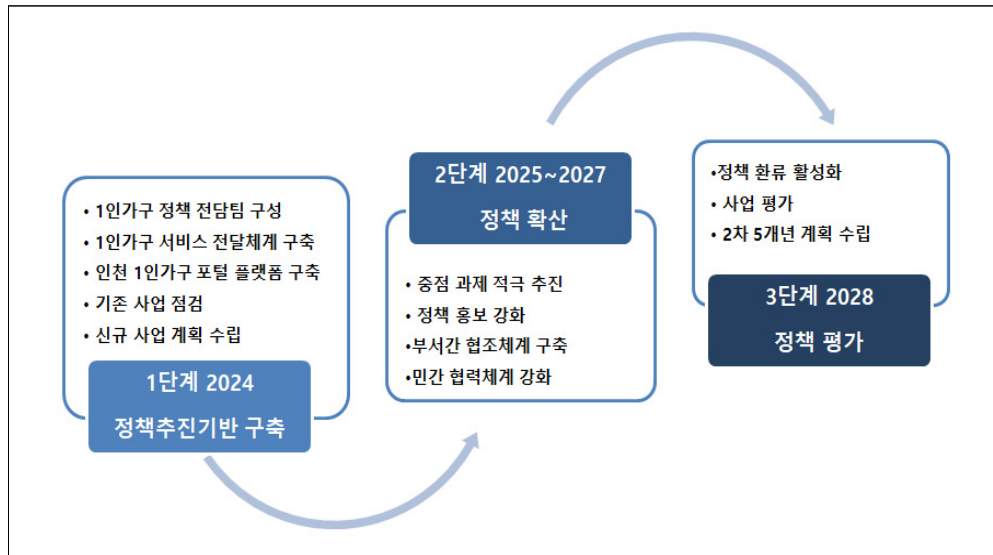 • 1인가구 정책 전담팀 구성
• 1인가구 서비스 전달체계 구축
• 인천 1인가구 포털 플랫폼 구축
• 기존 사업 점검
• 신규 사업 계획 수립
1단계 2024
정책추진기반 구축
2단계 2025~2027
정책 확산
• 중점 과제 적극 추진
• 정책 홍보 강화
•부서간 협조체계 구축
•민간 협력체계 강화
•정책 환류 활성화
• 사업 평가
• 2차 5개년 계획 수립
3단계 2028
정책 평가